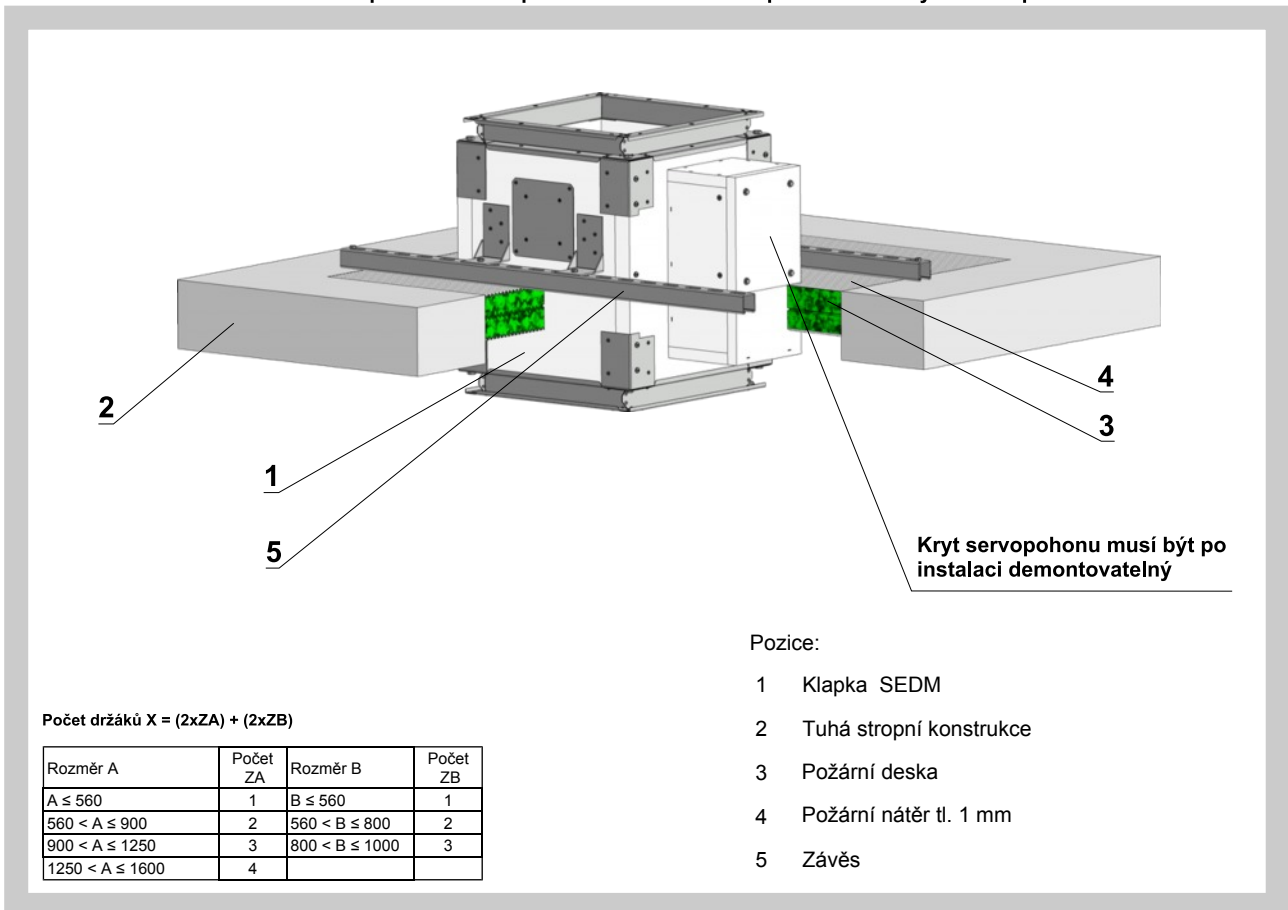 2
1
5
4
3
Kryt servopohonu musí být po
instalaci demontovatelný
Pozice:
1 Klapka SEDM
2 Tuhá stropní konstrukce
3 Požární deska
4 Požární nátěr tl. 1 mm
5 Závěs
Počet držáků X = (2xZA) + (2xZB)
Rozměr A Počet ZA Rozměr B Počet ZB
A ≤ 560 1 B ≤ 560 1
560 < A ≤ 900 2 560 < B ≤ 800 2
900 < A ≤ 1250 3 800 < B ≤ 1000 3
1250 < A ≤ 1600 4